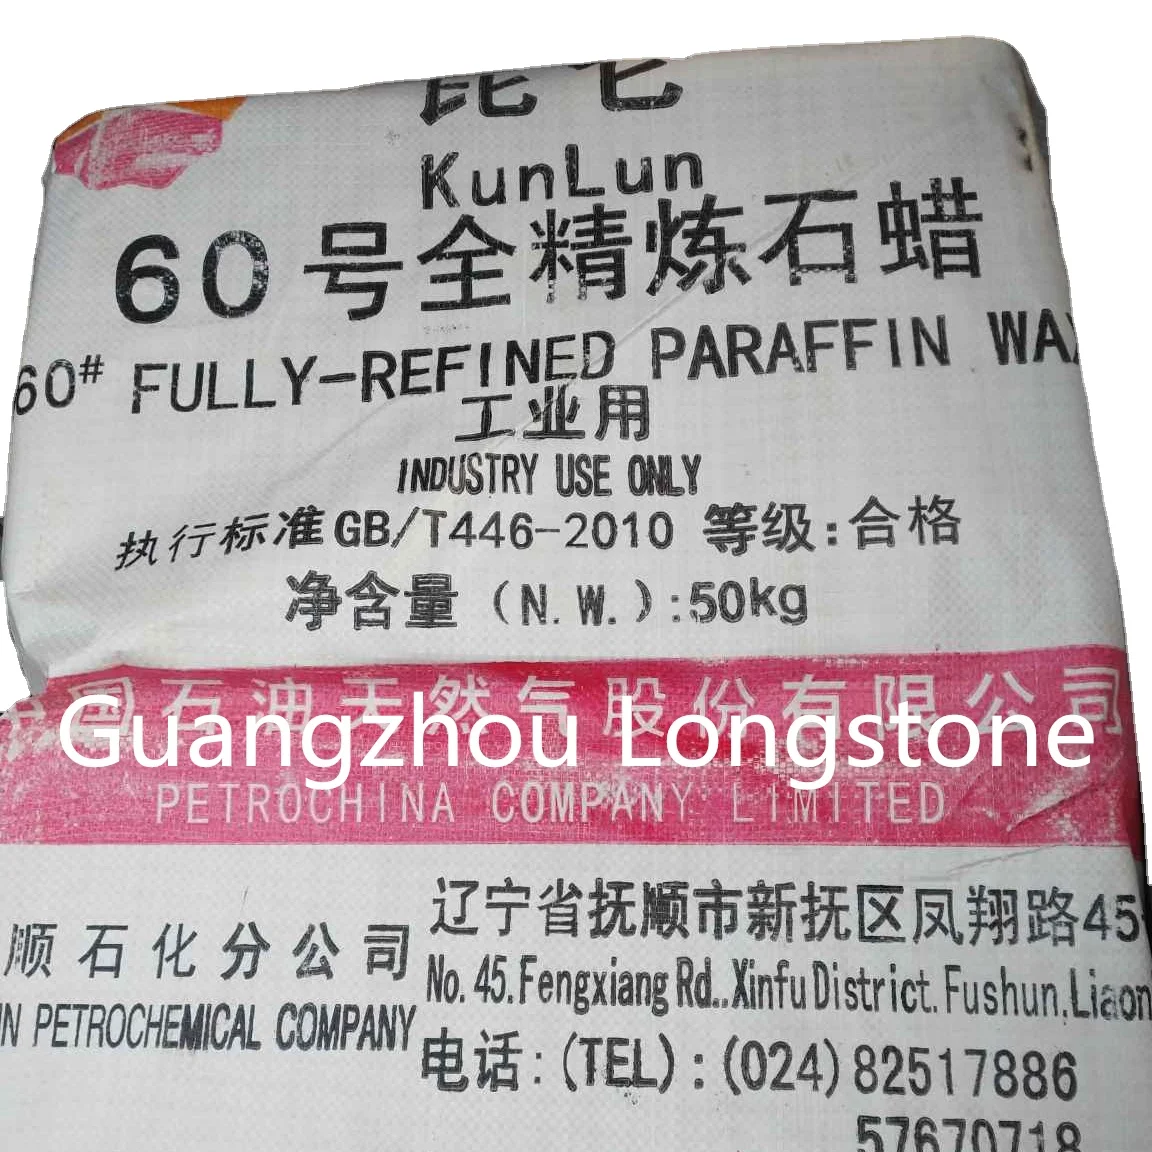 昆仑
KunLun
60号全精炼石蜡
60# FULLY-REFINED PARAFFIN WAX
工业用
INDUSTRY USE ONLY
执行标准GB/T446-2010 等级:合格
净含量（N.W.）:50kg
中国石油天然气股份有限公司
Guangzhou Longstone
PETROCHINA COMPANY LIMITED
顺石化分公司
辽宁省抚顺市新抚区凤翔路45
IN PETROCHEMICAL COMPANY
No.45.Fengxiang Rd..Xinfu District.Fushun,Liaon
电话:(TEL):(024)82517886
57670718